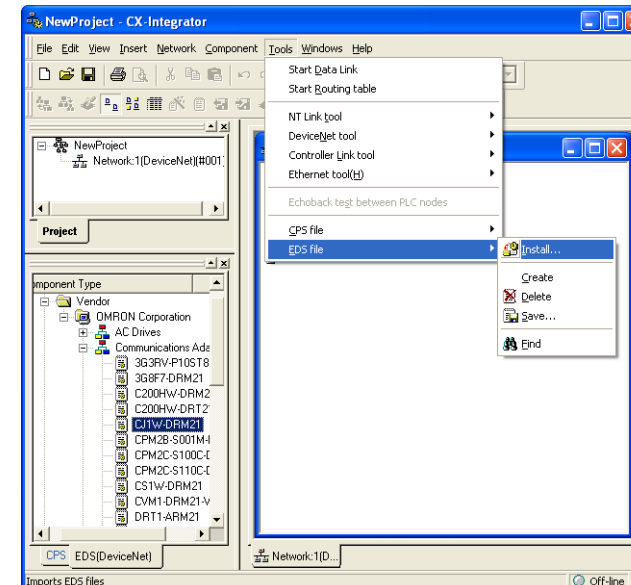 NewProject - CX-Integrator
File Edit View Insert Network Component Tools Windows Help
Start Data Link
Start Routing table
NT Link tool
DeviceNet tool
Controller Link tool
Ethernet tool(H)
Echoback test between PLC nodes
CPS file
EDS file
Install...
Create
Delete
Save...
Find
NewProject
Network:1(DeviceNet)(#001
Project
omponent Type
Vendor
OMRON Corporation
AC Drives
Communications Ada
3G3RV-P10ST8
3G8F7-DRM21
C200HW-DRM2
C200HW-DRT2
CJ1W-DRM21
CPM2B-S001M-
CPM2C-S100C-
CPM2C-S110C-
CS1W-DRM21
CVM1-DRM21-V
DRT1-ARM21
CPS EDS(DeviceNet)
Network:1(D...
Imports EDS files
Off-line